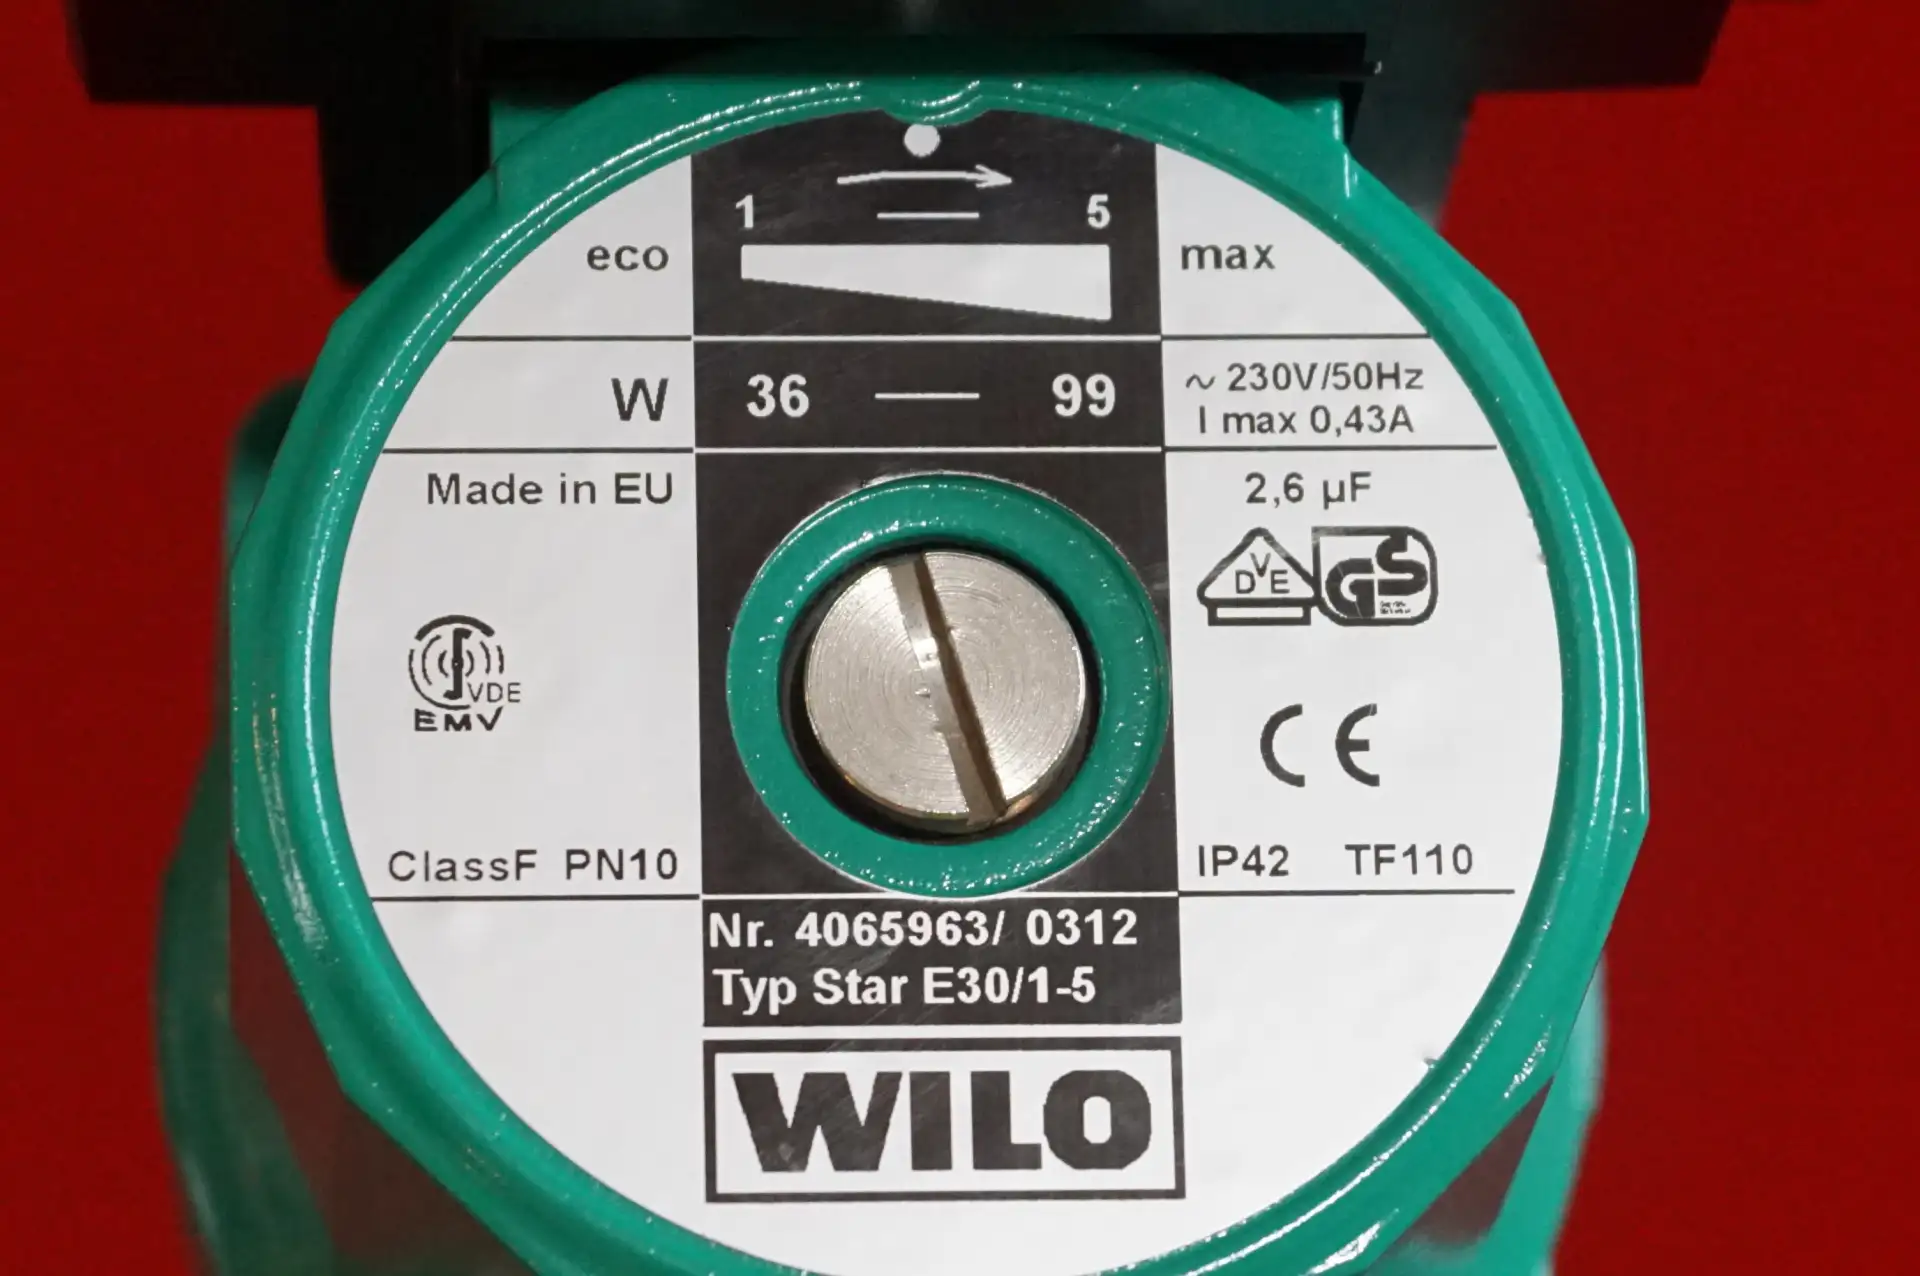 1 5
eco max
W 36 99 ~ 230V/50Hz
I max 0,43A
Made in EU 2,6 µF
DVE GS
VDE
EMV
CE
ClassF PN10 IP42 TF110
Nr. 4065963/ 0312
Typ Star E30/1-5
WILO